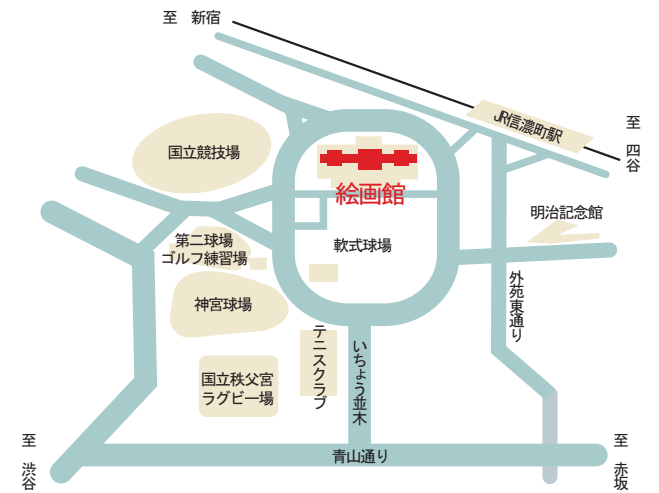 至　新宿
JR信濃町駅
至　四谷
国立競技場
絵画館
明治記念館
第二球場
ゴルフ練習場
軟式球場
外苑東通り
神宮球場
テニスクラブ
いちょう並木
国立秩父宮
ラグビー場
至　渋谷
青山通り
至　赤坂